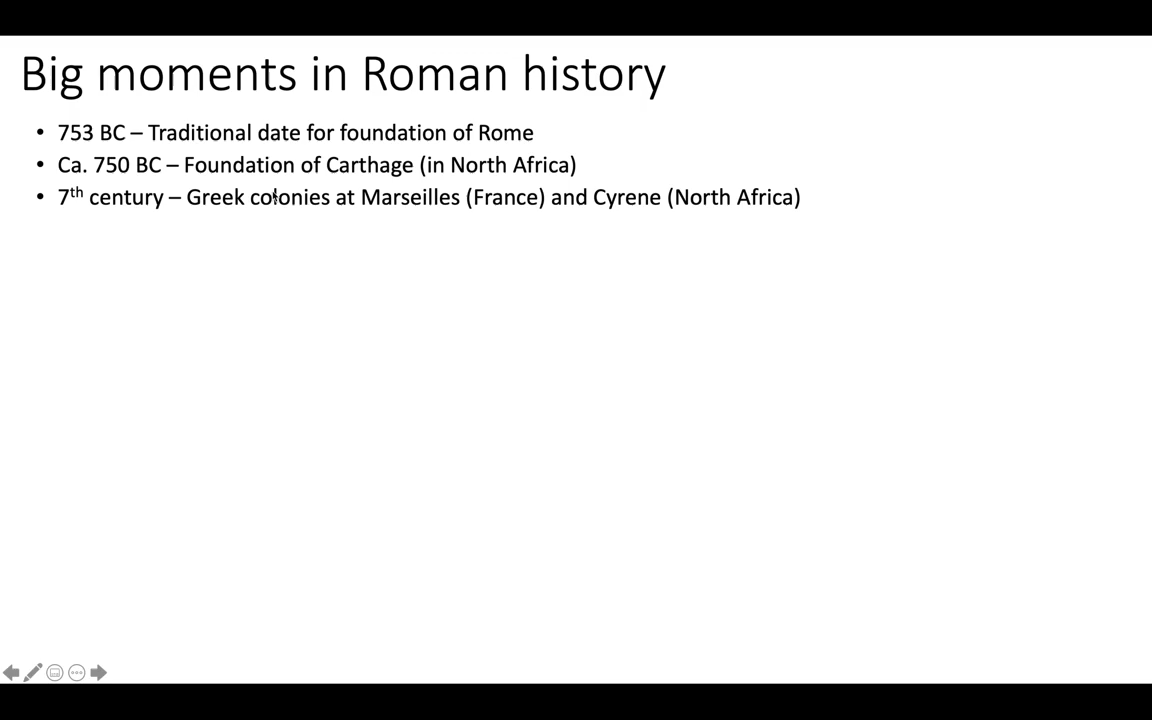 Big moments in Roman history
• 753 BC – Traditional date for foundation of Rome
• Ca. 750 BC – Foundation of Carthage (in North Africa)
• 7th century – Greek colonies at Marseilles (France) and Cyrene (North Africa)